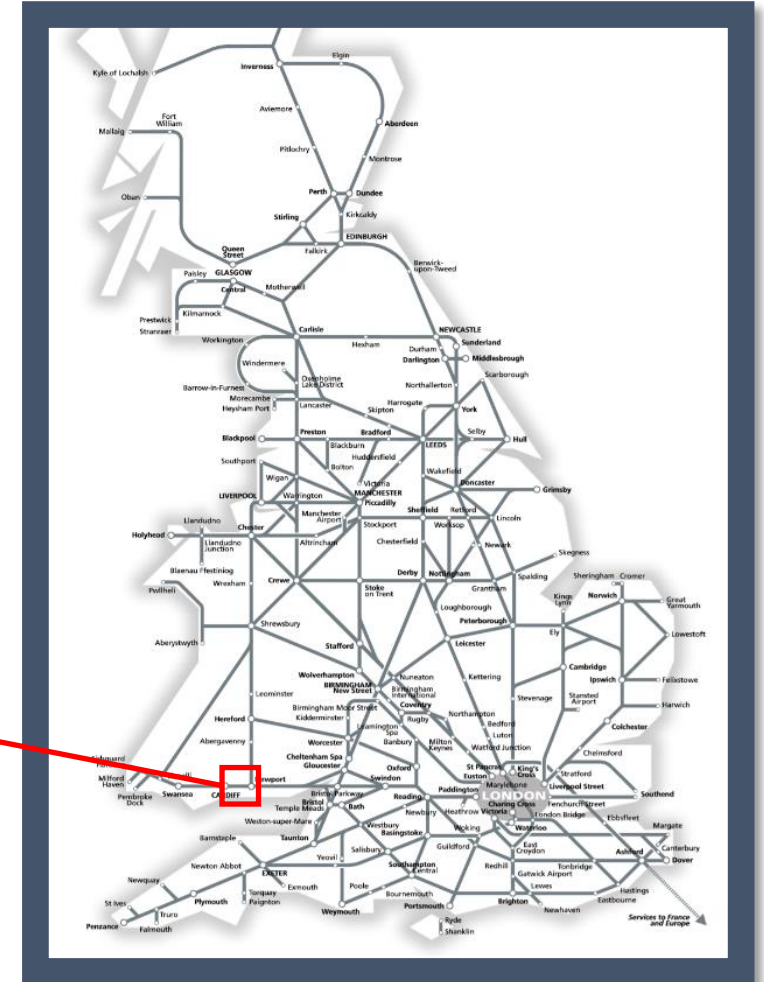 Elgin
Inverness
Kyle of Lochalsh
Aviemore
Fort
William
Mallaig
Aberdeen
Pitlochry
Montrose
Oban
Perth
Dundee
Stirling
Kirkcaldy
EDINBURGH
Queen
Street
Falkirk
Berwick-
upon-Tweed
Paisley
GLASGOW
Central
Motherwell
Prestwick
Kilmarnock
Stranraer
Carlisle
NEWCASTLE
Workington
Hexham
Durham
Sunderland
Darlington
Middlesbrough
Windermere
Scarborough
Oxenholme
Lake District
Northallerton
Barrow-in-Furness
Morecambe
Heysham Port
Lancaster
Harrogate
York
Skipton
Blackpool
Preston
Bradford
LEEDS
Selby
Hull
Blackburn
Huddersfield
Southport
Bolton
Wakefield
Wigan
Victoria
Doncaster
MANCHESTER
Piccadilly
Grimsby
LIVERPOOL
Warrington
Sheffield
Retford
Lincoln
Manchester
Airport
Stockport
Worksop
Llandudno
Chester
Holyhead
Llandudno
Junction
Altrincham
Chesterfield
Newark
Skegness
Blaenau Ffestiniog
Derby
Nottingham
Wrexham
Crewe
Stoke
on Trent
Grantham
Spalding
Sheringham
Cromer
Pwllheli
Kings
Lynn
Norwich
Great
Yarmouth
Loughborough
Peterborough
Shrewsbury
Ely
Lowestoft
Aberystwyth
Stafford
Leicester
Wolverhampton
Cambridge
BIRMINGHAM
New Street
Nuneaton
Kettering
Ipswich
Felixstowe
Birmingham
International
Leominster
Coventry
Stevenage
Stansted
Airport
Birmingham Moor Street
Harwich
Kidderminster
Rugby
Northampton
Hereford
Leamington
Spa
Bedford
Colchester
Worcester
Banbury
Milton
Keynes
Luton
Abergavenny
Watford Junction
Chelmsford
Cheltenham Spa
Gloucester
Oxford
St Pancras
Euston
King's
Cross
Stratford
Milford
Haven
Newport
Swindon
Marylebone
Liverpool Street
Pembroke
Dock
Swansea
CARDIFF
Bristol Parkway
Reading
Paddington
LONDON
Southend
Bristol
Temple Meads
Bath
Newbury
Heathrow
Victoria
Charing Cross
Fenchurch Street
London Bridge
Ebbsfleet
Weston-super-Mare
Westbury
Basingstoke
Woking
Waterloo
Margate
Barnstaple
Taunton
Salisbury
Guildford
East
Croydon
Canterbury
Yeovil
Ashford
Dover
Newton Abbot
EXETER
Southampton
Central
Redhill
Tonbridge
Gatwick Airport
Newquay
Exmouth
Poole
Bournemouth
Lewes
Hastings
St Ives
Plymouth
Torquay
Paignton
Weymouth
Portsmouth
Brighton
Eastbourne
Newhaven
Truro
Penzance
Falmouth
Ryde
Shanklin
Services to France
and Europe